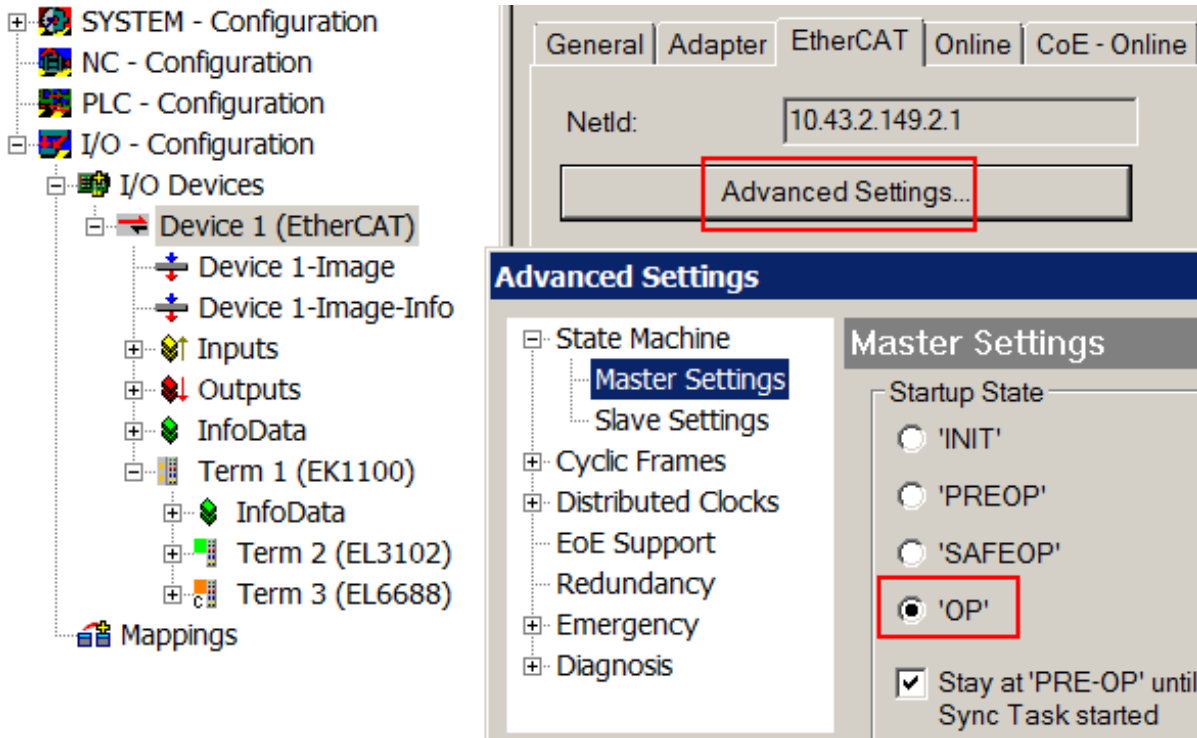 SYSTEM - Configuration
NC - Configuration
PLC - Configuration
I/O - Configuration
I/O Devices
Device 1 (EtherCAT)
Device 1-Image
Device 1-Image-Info
Inputs
Outputs
InfoData
Term 1 (EK1100)
InfoData
Term 2 (EL3102)
C
Term 3 (EL6688)
Mappings
General Adapter EtherCAT Online CoE - Online
NetId: 10.43.2.149.2.1
Advanced Settings...
Advanced Settings
State Machine
Master Settings
Slave Settings
Cyclic Frames
Distributed Clocks
EoE Support
Redundancy
Emergency
Diagnosis
Master Settings
Startup State
'INIT'
'PREOP'
'SAFEOP'
'OP'
Stay at 'PRE-OP' until
Sync Task started